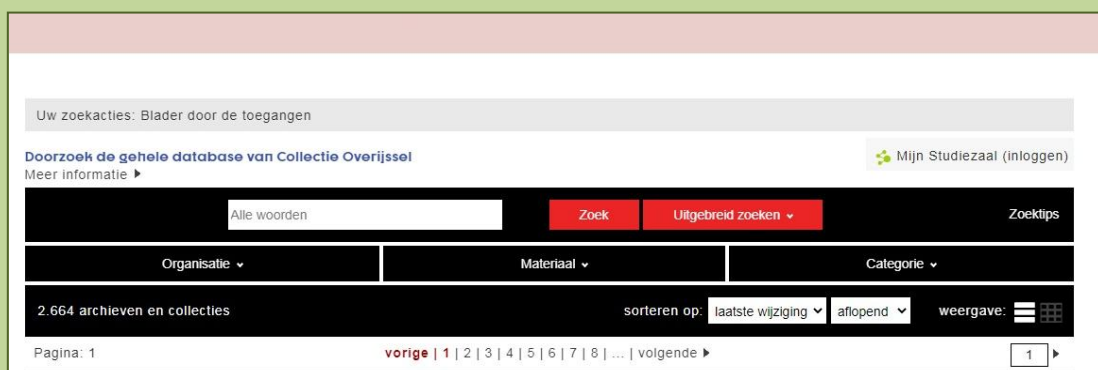 Uw zoekacties: Blader door de toegangen
Doorzoek de gehele database van Collectie Overijssel
Mijn Studiezaal (inloggen)
Meer informatie
Alle woorden
Zoek
Uitgebreid zoeken
Zoektips
Organisatie
Materiaal
Categorie
2.664 archieven en collecties
sorteren op: laatste wijziging aflopend weergave:
Pagina: 1
vorige | 1 | 2 | 3 | 4 | 5 | 6 | 7 | 8 | ... | volgende
1